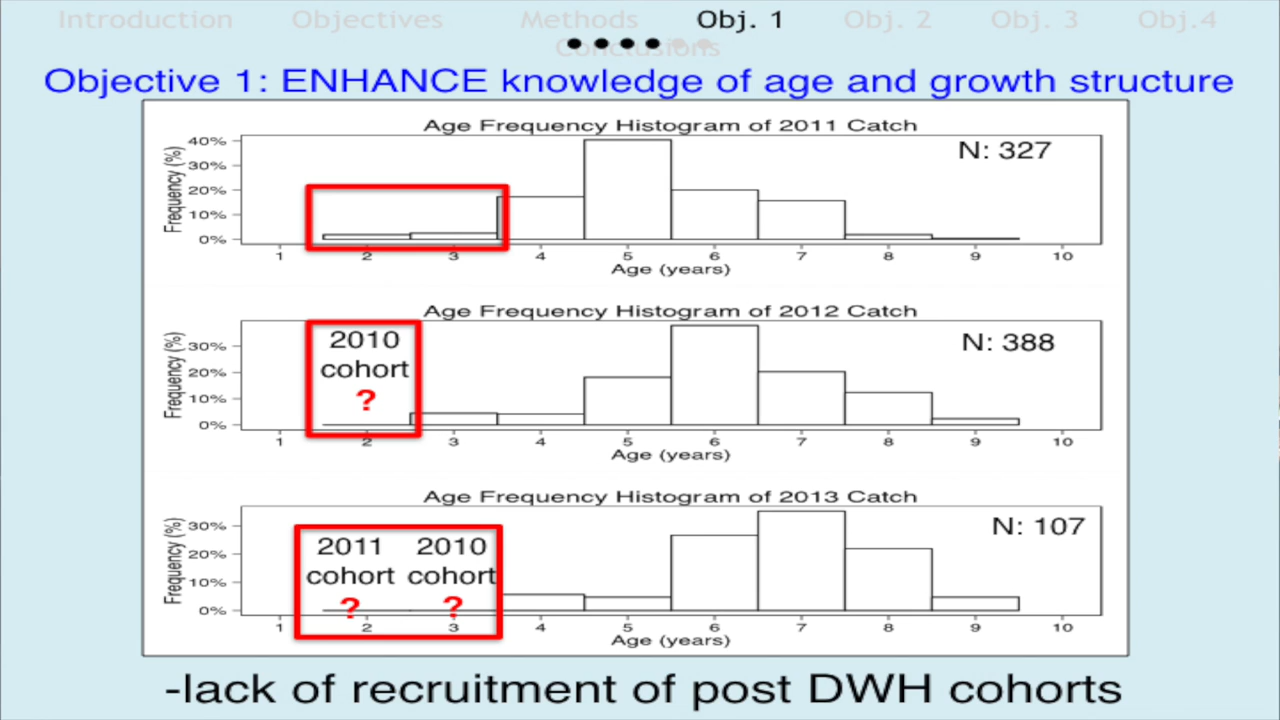 Introduction Objectives Methods Obj. 1 Obj. 2 Obj. 3 Obj.4
Conclusions
Objective 1: ENHANCE knowledge of age and growth structure
Age Frequency Histogram of 2011 Catch
N: 327
Frequency (%)
40%
30%
20%
10%
0%
1 2 3 4 5 6 7 8 9 10
Age (years)
Age Frequency Histogram of 2012 Catch
N: 388
Frequency (%)
30%
20%
10%
0%
2010
cohort
?
1 2 3 4 5 6 7 8 9 10
Age (years)
Age Frequency Histogram of 2013 Catch
N: 107
Frequency (%)
30%
20%
10%
0%
2011 2010
cohort cohort
? ?
1 2 3 4 5 6 7 8 9 10
Age (years)
-lack of recruitment of post DWH cohorts